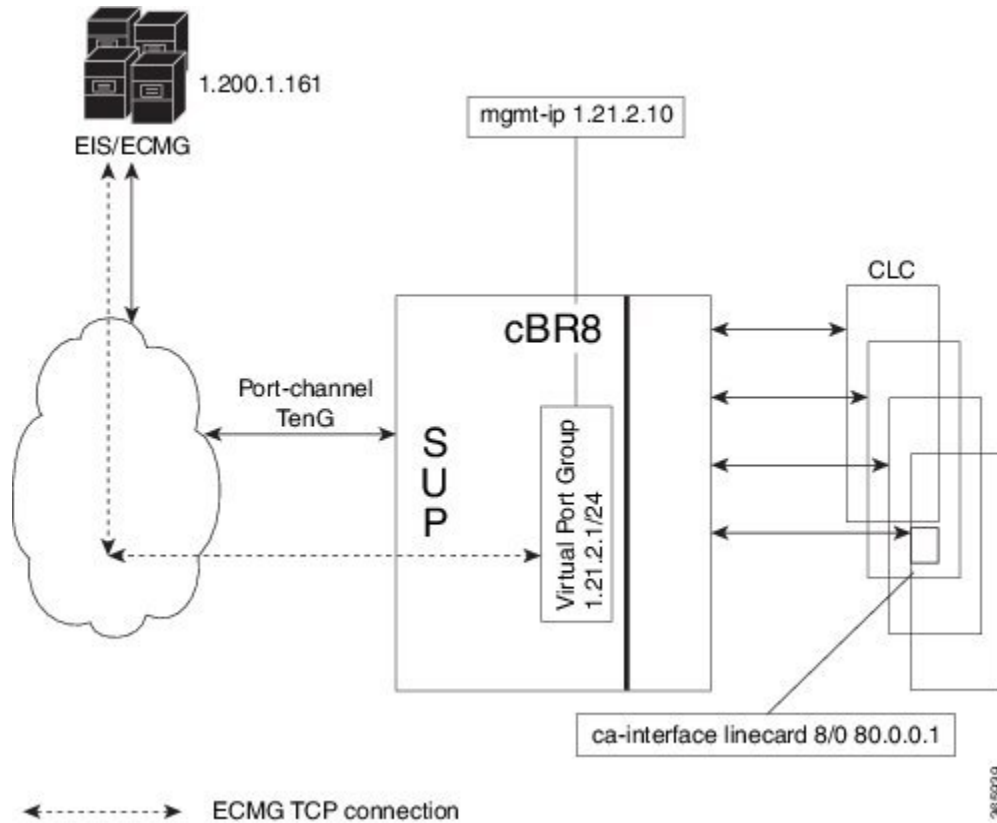 1.200.1.161
EIS/ECMG
mgmt-ip 1.21.2.10
CLC
cBR8
Port-channel
TenG
SUP
Virtual Port Group
1.21.2.1/24
ca-interface linecard 8/0 80.0.0.1
ECMG TCP connection